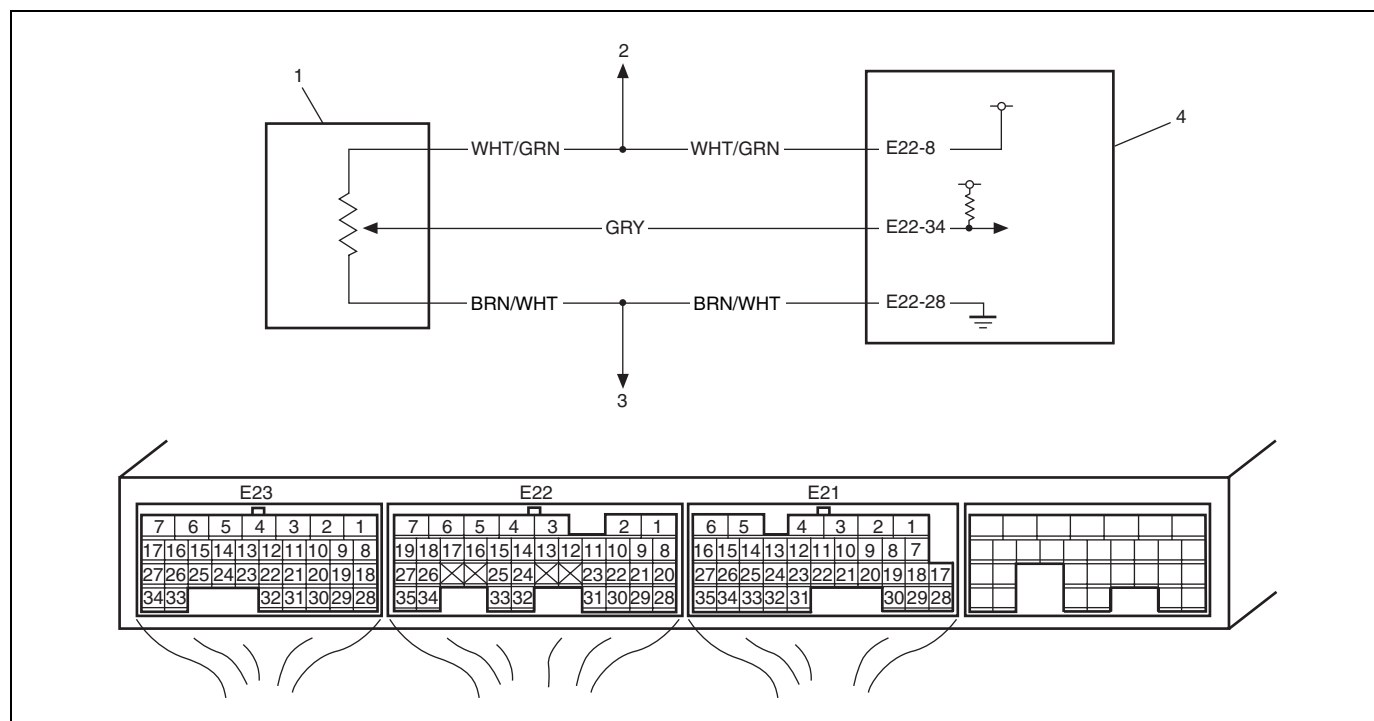 2
1
4
WHT/GRN WHT/GRN E22-8
GRY E22-34
BRN/WHT BRN/WHT E22-28
3
E23 E22 E21
7 6 5 4 3 2 1 7 6 5 4 3 2 1 6 5 4 3 2 1
17 16 15 14 13 12 11 10 9 8 19 18 17 16 15 14 13 12 11 10 9 8 16 15 14 13 12 11 10 9 8 7
27 26 25 24 23 22 21 20 19 18 27 26 25 24 23 22 21 20 27 26 25 24 23 22 21 20 19 18 17
34 33 32 31 30 29 28 35 34 33 32 31 30 29 28 35 34 33 32 31 30 29 28